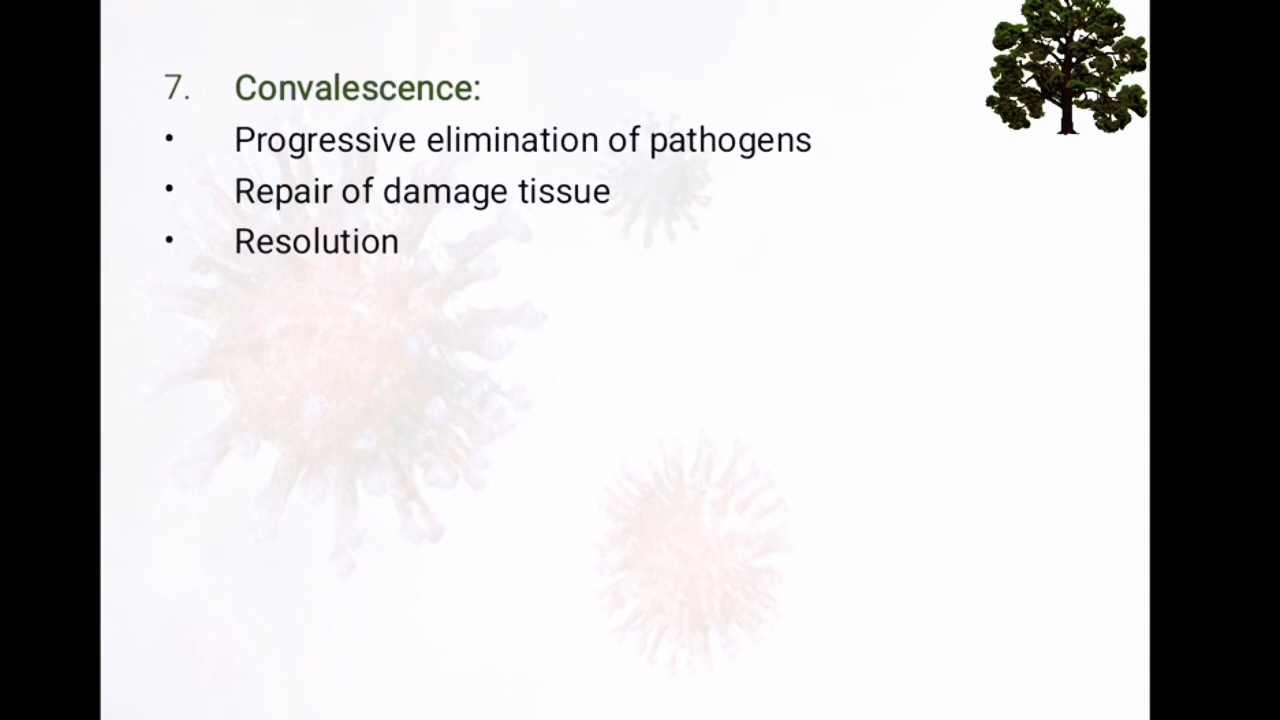 7. Convalescence:
• Progressive elimination of pathogens
• Repair of damage tissue
• Resolution